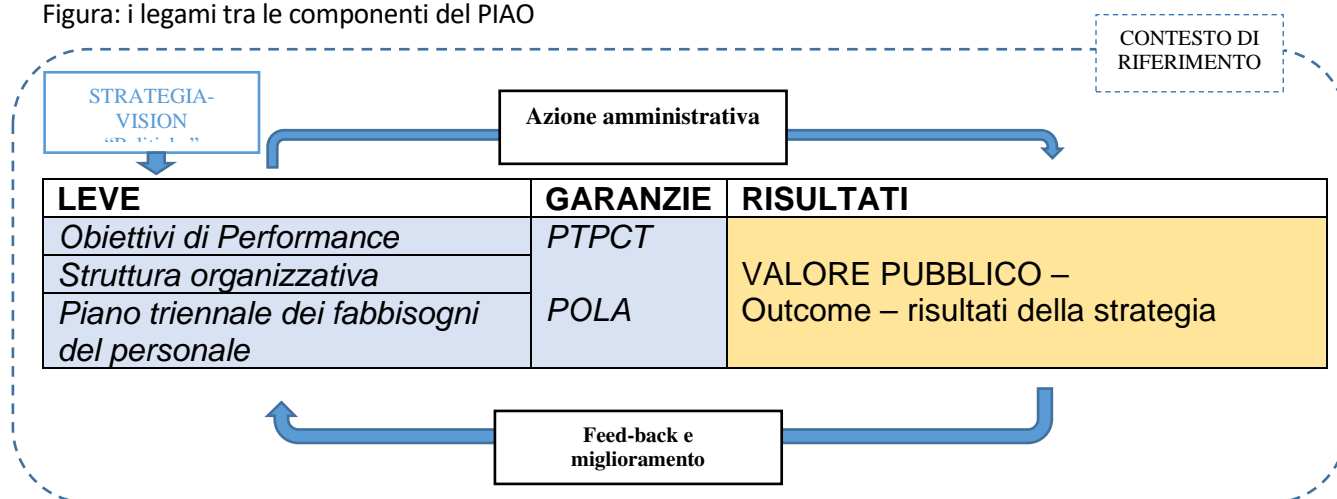 Figura: i legami tra le componenti del PIAO
CONTESTO DI
RIFERIMENTO
STRATEGIA-
VISION
Azione amministrativa
LEVE GARANZIE RISULTATI
Obiettivi di Performance PTPCT
Struttura organizzativa
Piano triennale dei fabbisogni
del personale
POLA
VALORE PUBBLICO –
Outcome – risultati della strategia
Feed-back e
miglioramento